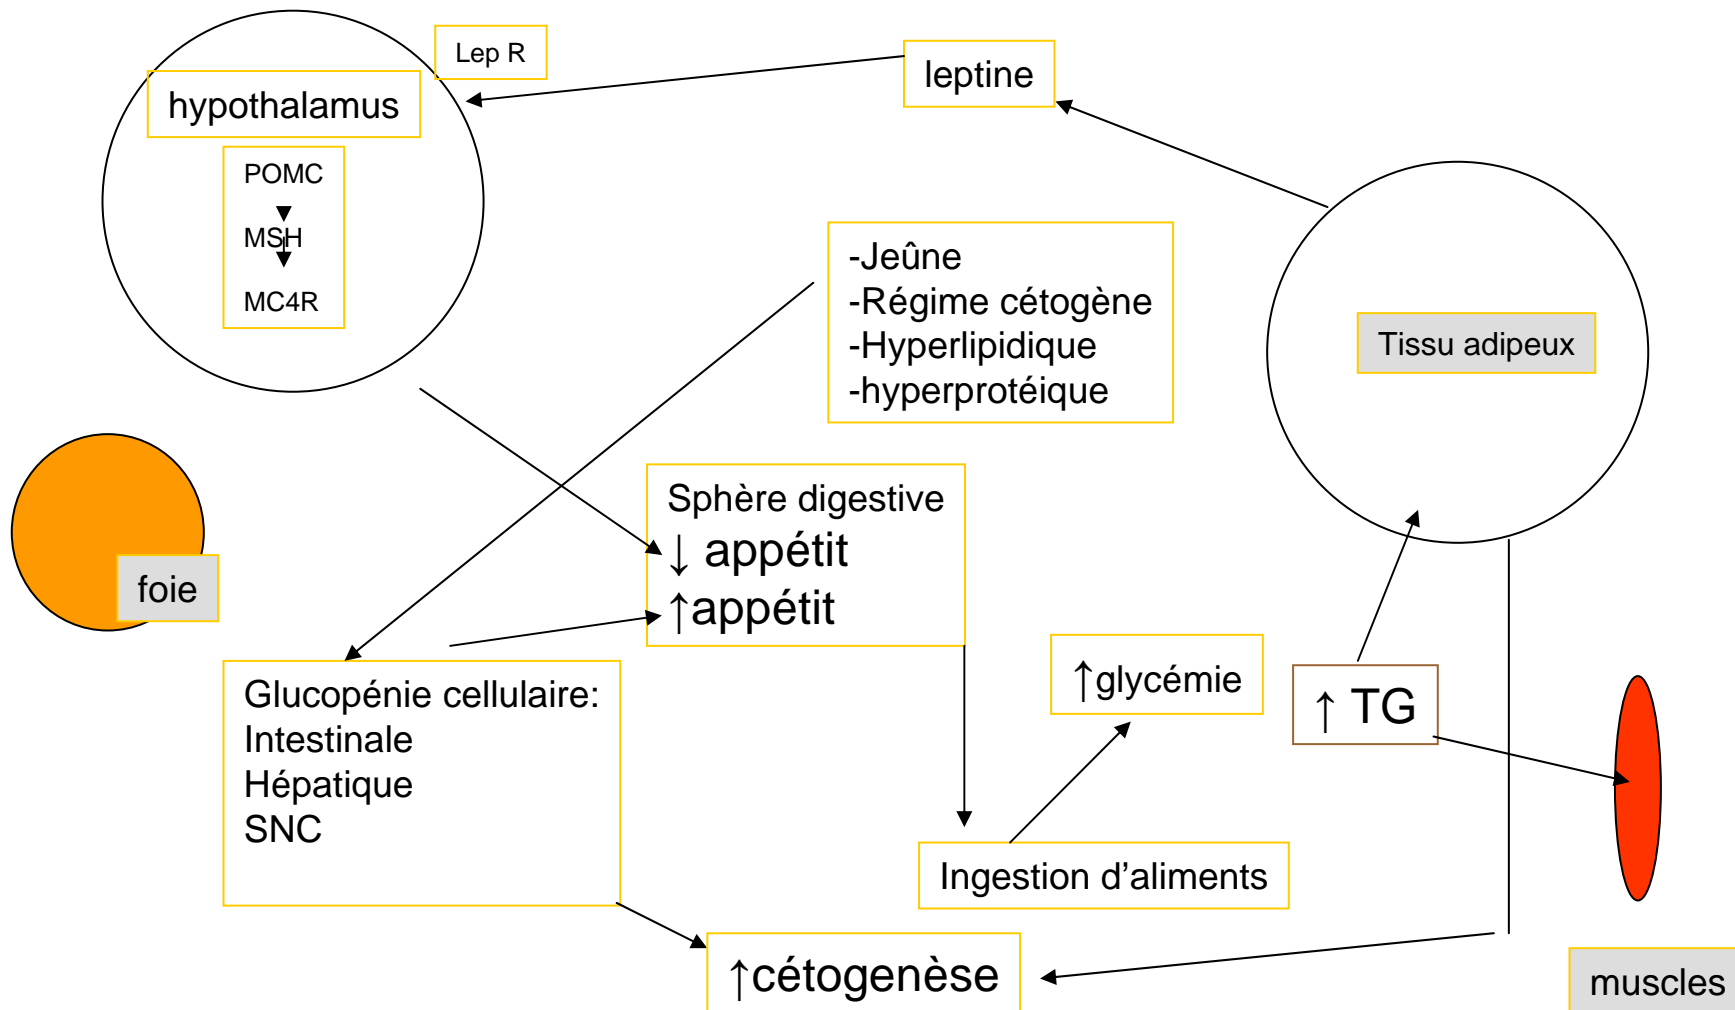 Lep R
leptine
hypothalamus
POMC
MSH
MC4R
-Jeûne
-Régime cétogène
-Hyperlipidique
-hyperprotéique
Tissu adipeux
Sphère digestive
↓ appétit
↑appétit
foie
↑glycémie
↑ TG
Glucopénie cellulaire:
Intestinale
Hépatique
SNC
Ingestion d’aliments
↑cétogenèse
muscles